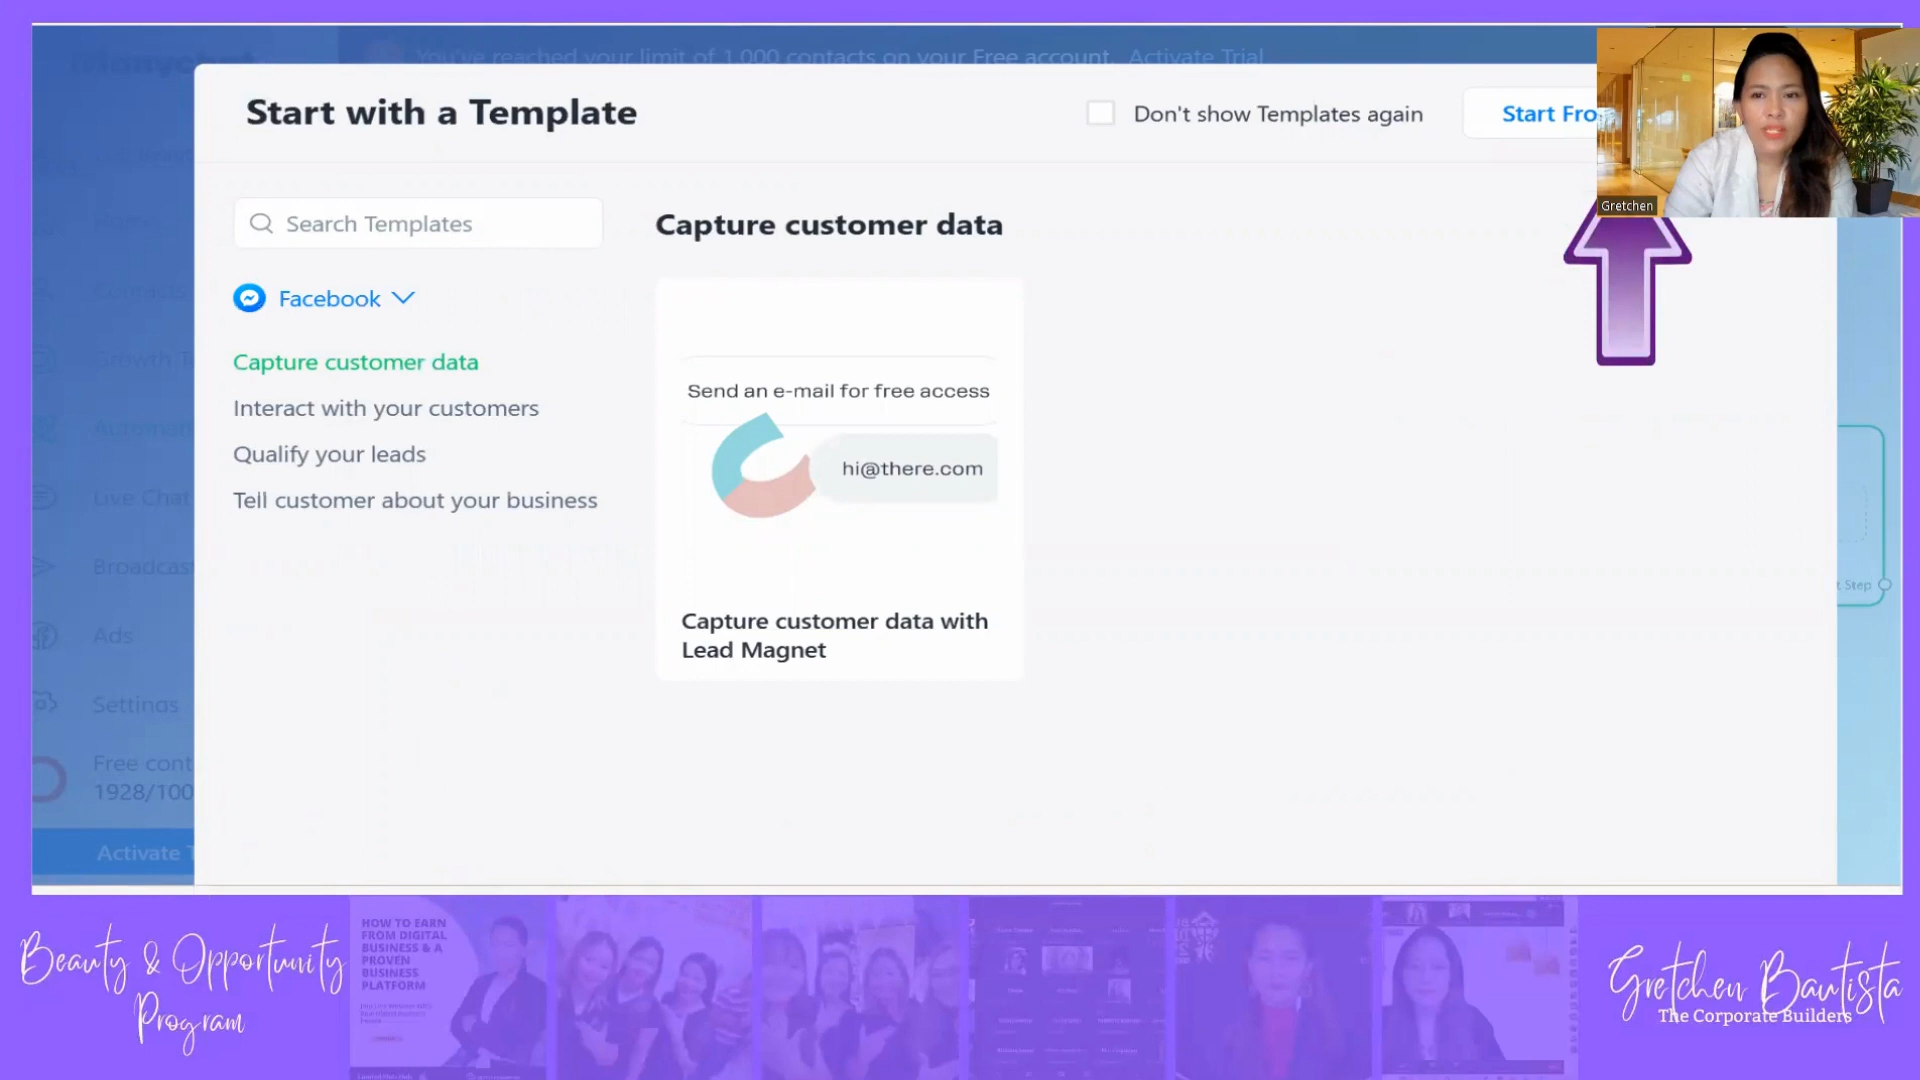 You've reached your limit of 1,000 contacts on your Free account. Activate Trial
Start with a Template
Don't show Templates again
Start Fro
Gretchen
Search Templates
Capture customer data
Facebook
Capture customer data
Interact with your customers
Qualify your leads
Tell customer about your business
Send an e-mail for free access
hi@there.com
Capture customer data with
Lead Magnet
Home
Contacts
Growth T
Automati
Live Chat
Broadcas
Ads
Settings
Free cont
1928/100
Activate T
t Step
Beauty & Opportunity
Program
HOW TO EARN
FROM DIGITAL
BUSINESS & A
PROVEN
BUSINESS
PLATFORM
Gretchen Bautista
The Corporate Builders